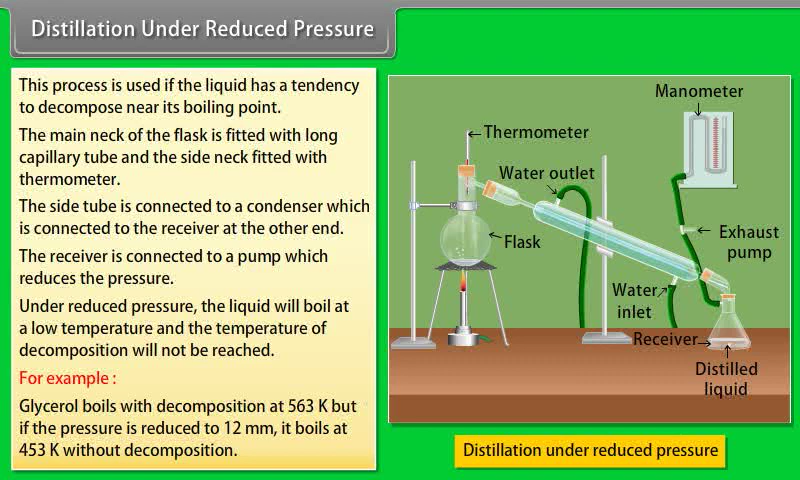 Distillation Under Reduced Pressure
This process is used if the liquid has a tendency
to decompose near its boiling point.
The main neck of the flask is fitted with long
capillary tube and the side neck fitted with
thermometer.
The side tube is connected to a condenser which
is connected to the receiver at the other end.
The receiver is connected to a pump which
reduces the pressure.
Under reduced pressure, the liquid will boil at
a low temperature and the temperature of
decomposition will not be reached.
For example :
Glycerol boils with decomposition at 563 K but
if the pressure is reduced to 12 mm, it boils at
453 K without decomposition.
Manometer
Thermometer
Water outlet
Flask
Exhaust
pump
Water
inlet
Receiver
Distilled
liquid
Distillation under reduced pressure